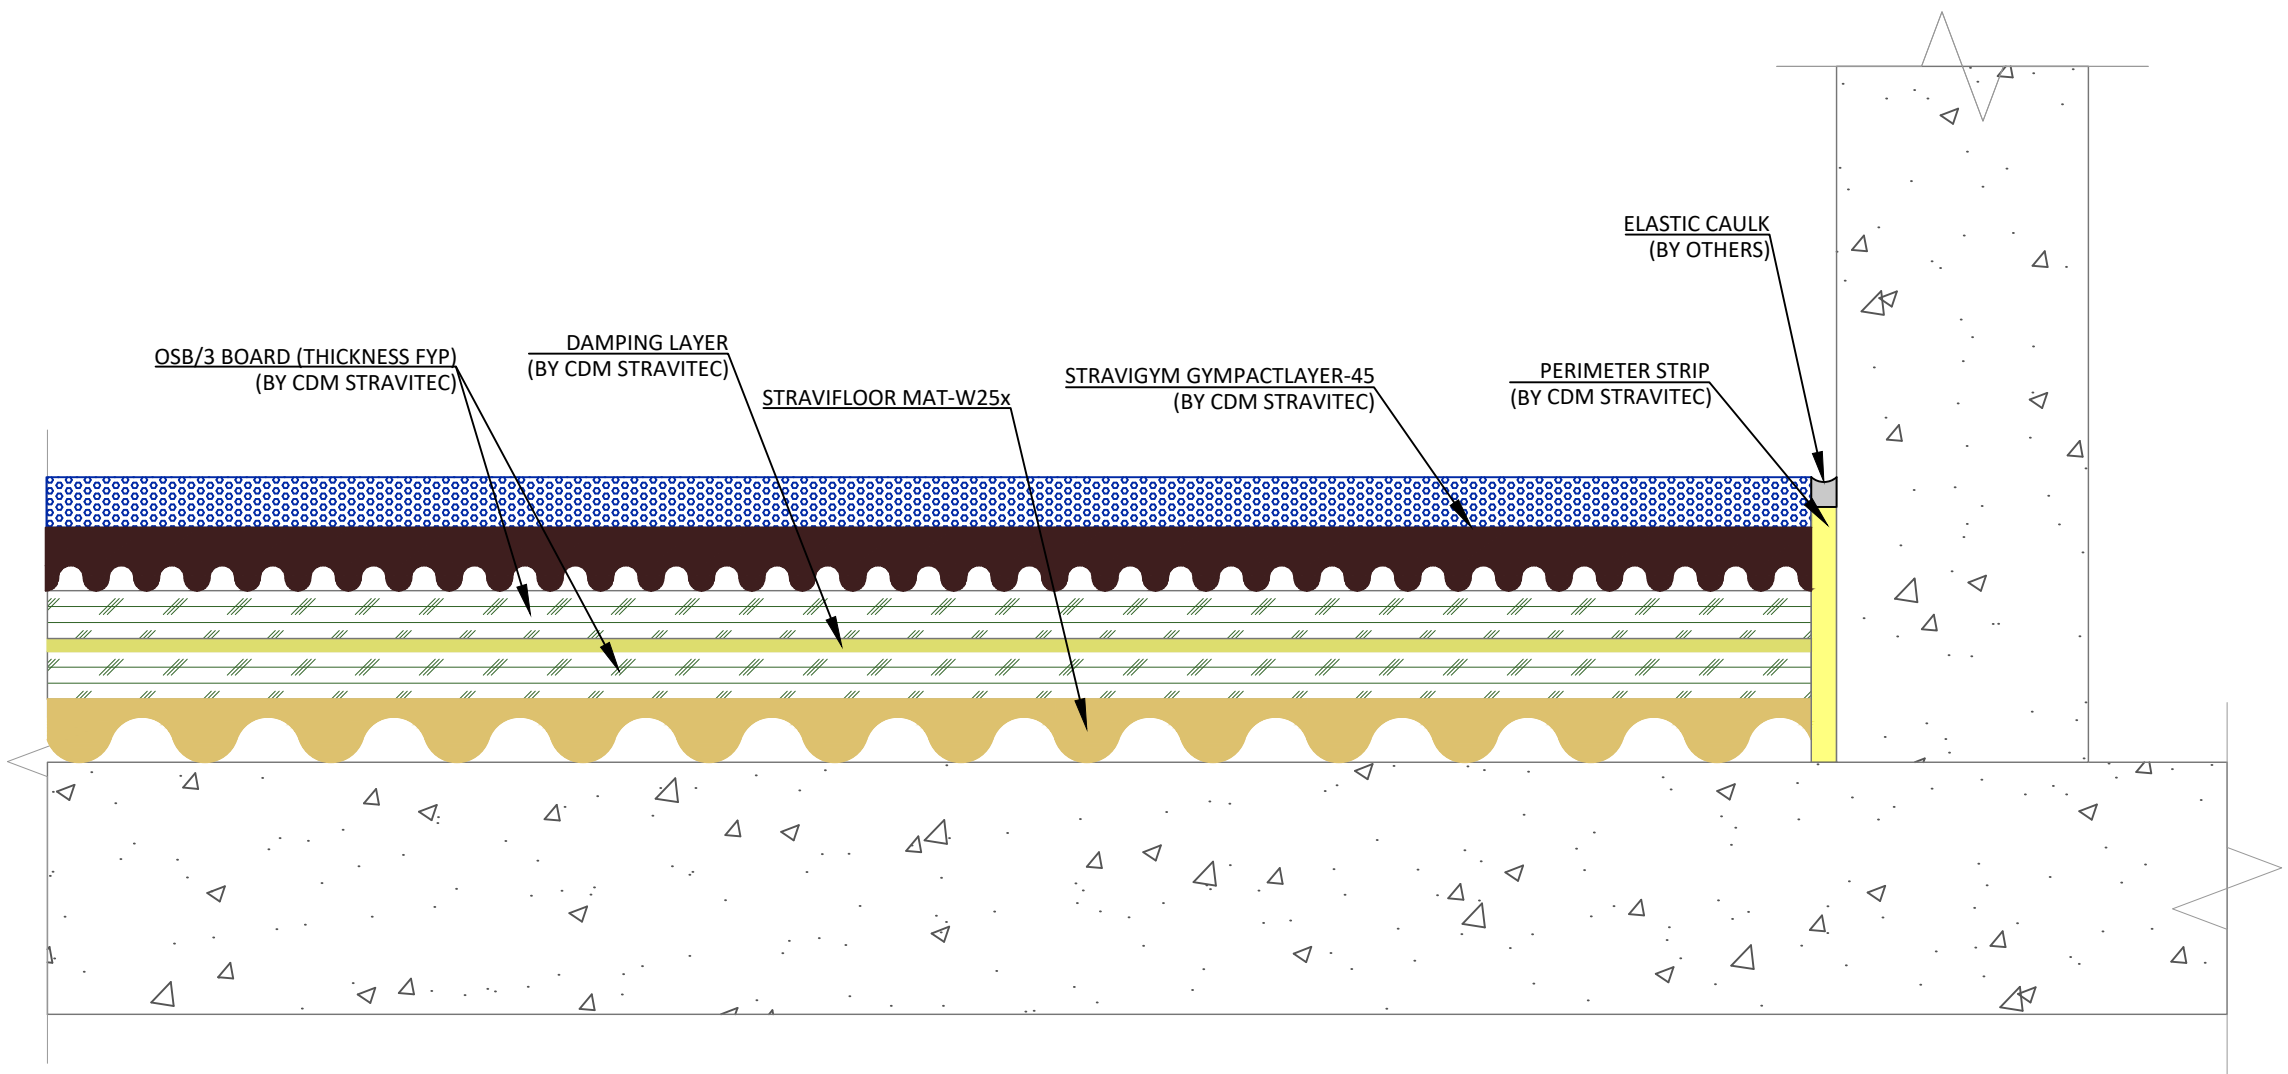 ELASTIC CAULK
(BY OTHERS)
OSB/3 BOARD (THICKNESS FYP)
(BY CDM STRAVITEC)
DAMPING LAYER
(BY CDM STRAVITEC)
STRAVIFLOOR MAT-W25x
STRAVIGYM GYMPACTLAYER-45
(BY CDM STRAVITEC)
PERIMETER STRIP
(BY CDM STRAVITEC)